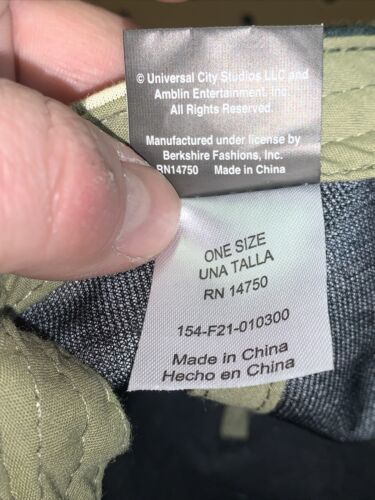 © Universal City Studios LLC and
Amblin Entertainment, Inc.
All Rights Reserved.
Manufactured under license by
Berkshire Fashions, Inc.
RN14750 Made in China
ONE SIZE
UNA TALLA
RN 14750
154-F21-010300
Made in China
Hecho en China